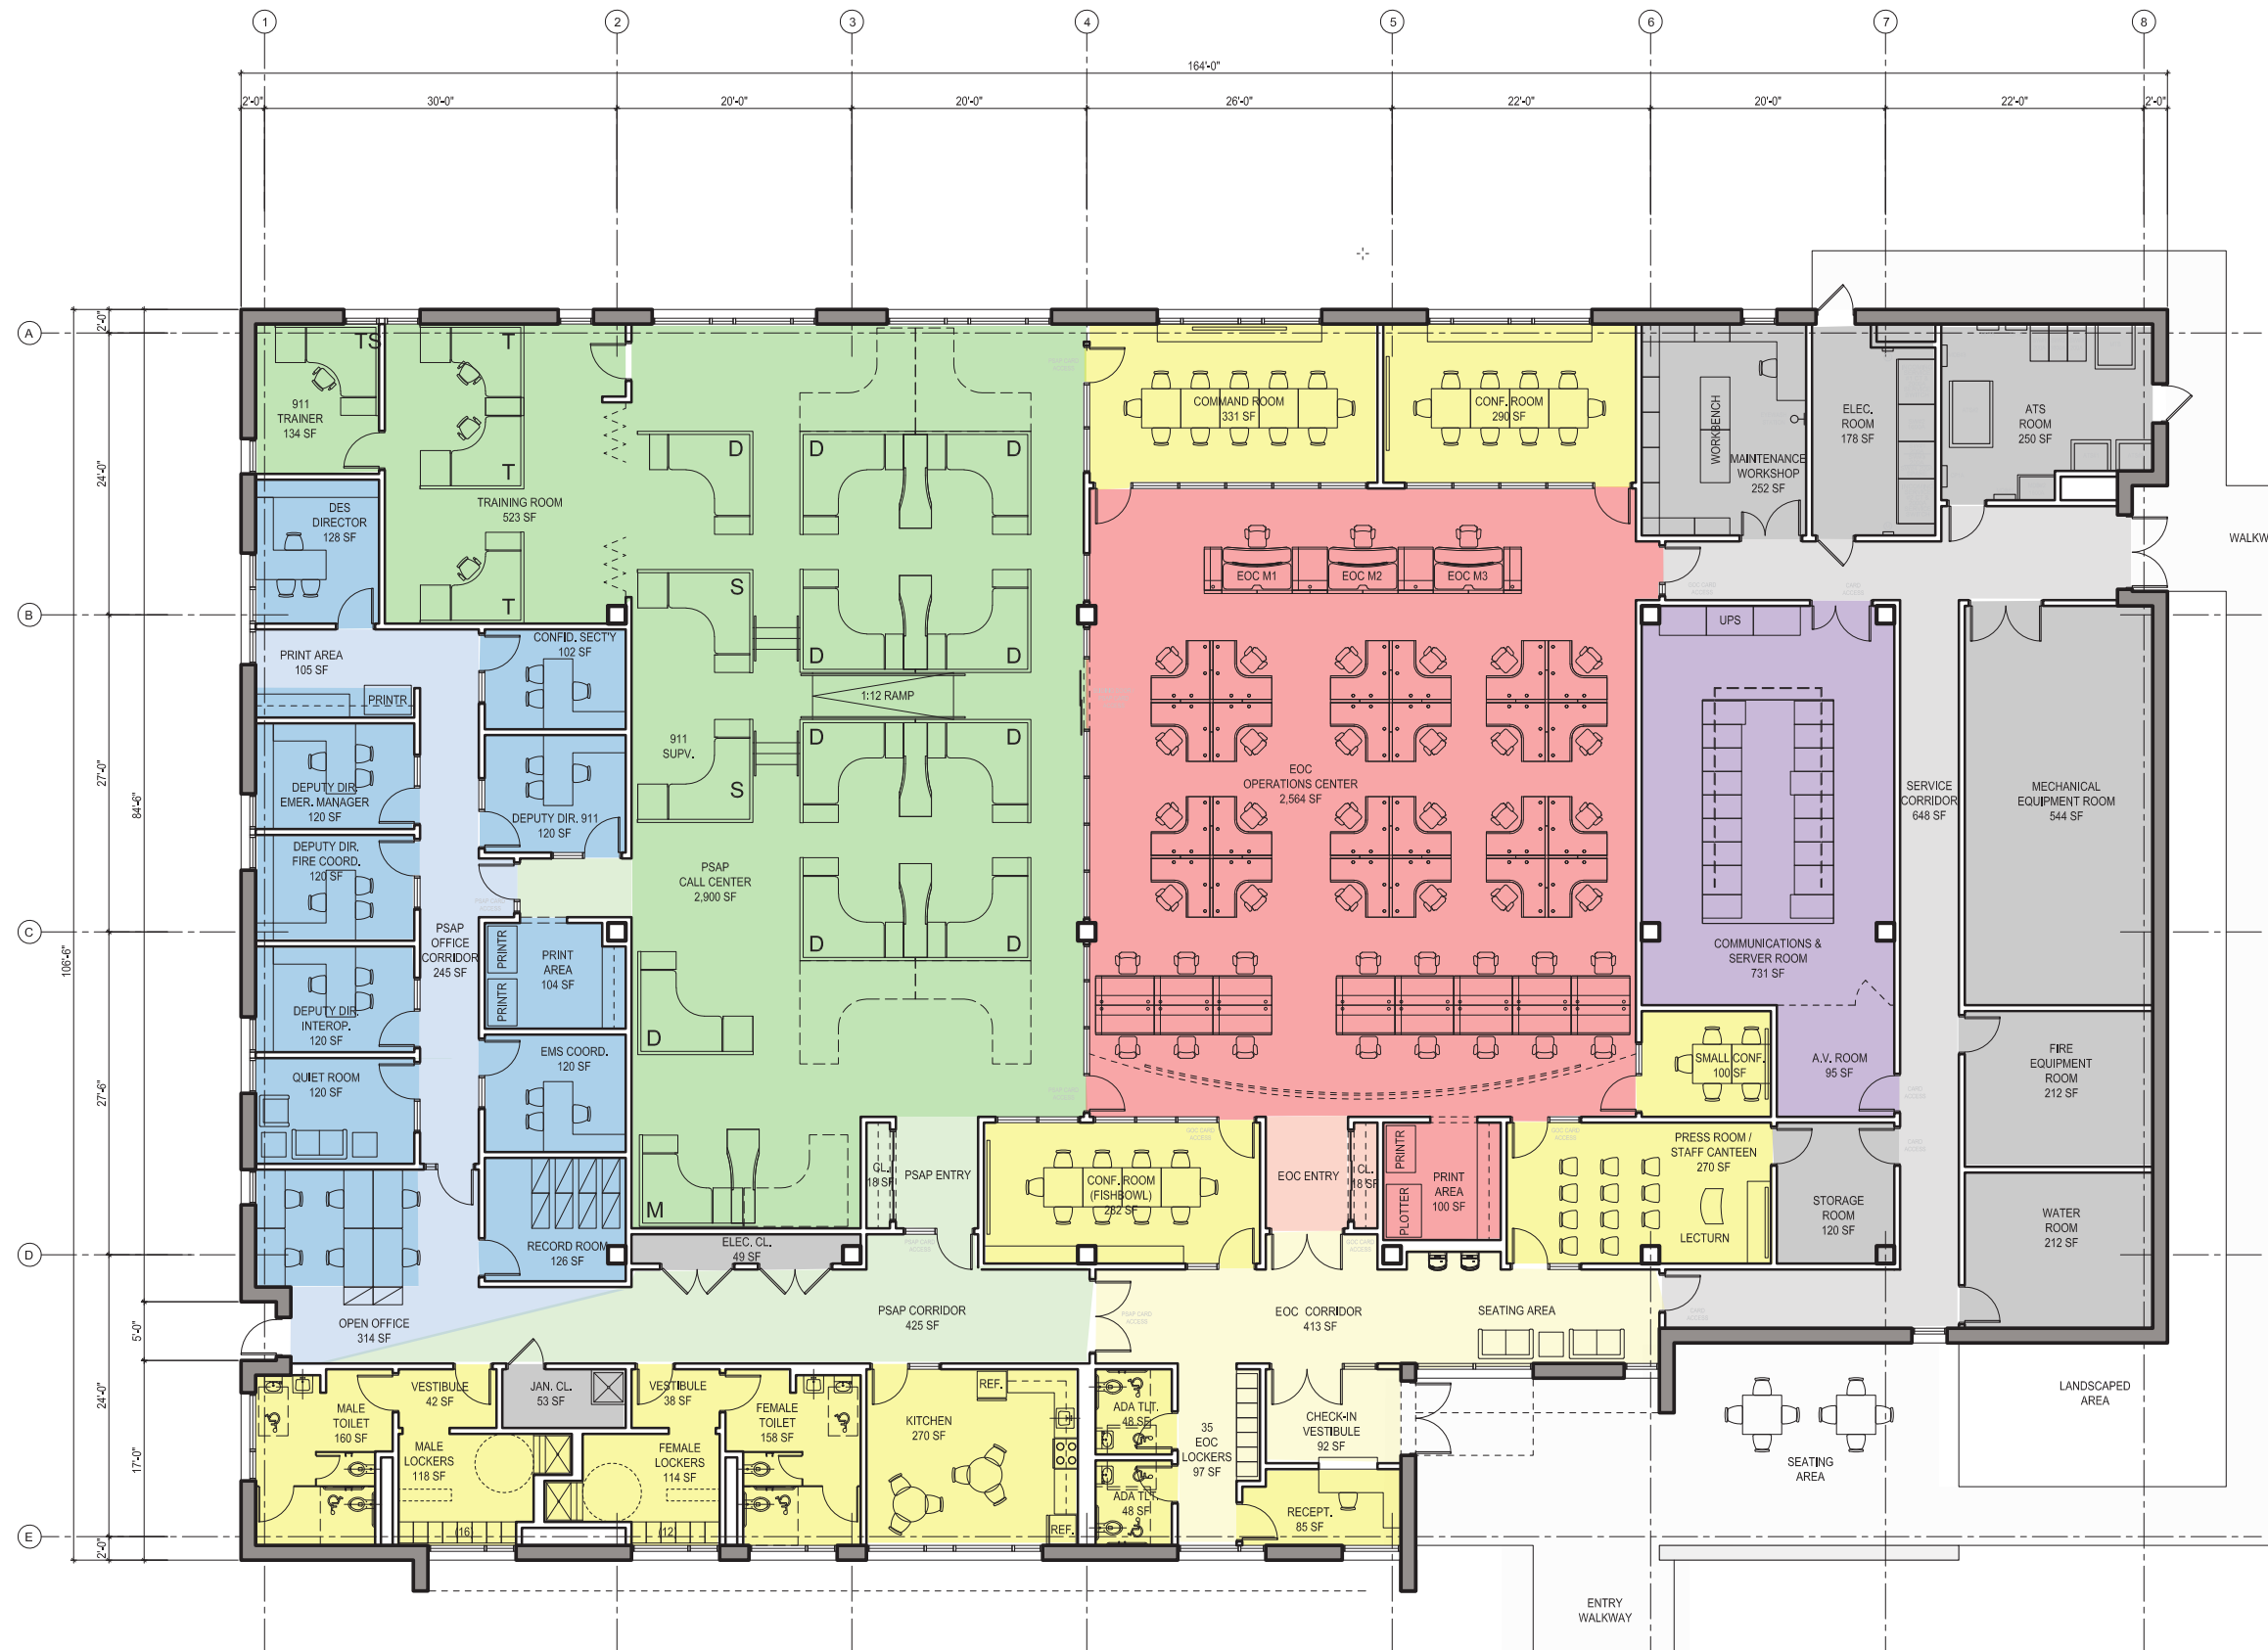 1
2
3
4
5
6
7
8
164'-0"
2'-0"
30'-0"
20'-0"
20'-0"
26'-0"
22'-0"
20'-0"
22'-0"
2'-0"
A
B
C
D
E
2'-0"
24'-0"
27'-0"
27'-6"
24'-0"
2'-0"
106'-6"
84'-6"
5'-0"
17'-0"
TS
T
T
T
911
TRAINER
134 SF
TRAINING ROOM
523 SF
DES
DIRECTOR
128 SF
PRINT AREA
105 SF
PRINTR
CONFID. SECT'Y
102 SF
DEPUTY DIR.
EMER. MANAGER
120 SF
DEPUTY DIR. 911
120 SF
DEPUTY DIR.
FIRE COORD.
120 SF
PSAP
OFFICE
CORRIDOR
245 SF
PRINTR
PRINTR
PRINT
AREA
104 SF
DEPUTY DIR.
INTEROP.
120 SF
QUIET ROOM
120 SF
EMS COORD.
120 SF
RECORD ROOM
126 SF
OPEN OFFICE
314 SF
D
D
D
S
D
D
1:12 RAMP
911
SUPV.
S
D
D
PSAP
CALL CENTER
2,900 SF
D
D
D
M
CL.
18 SF
PSAP ENTRY
ELEC. CL.
49 SF
PSAP CORRIDOR
425 SF
COMMAND ROOM
331 SF
CONF. ROOM
290 SF
EOC M1
EOC M2
EOC M3
EOC
OPERATIONS CENTER
2,564 SF
CONF. ROOM
(FISHBOWL)
282 SF
EOC ENTRY
CL.
18 SF
PRINTR
PLOTTER
PRINT
AREA
100 SF
PRESS ROOM /
STAFF CANTEEN
270 SF
LECTURN
SMALL CONF.
100 SF
A.V. ROOM
95 SF
STORAGE
ROOM
120 SF
UPS
COMMUNICATIONS &
SERVER ROOM
731 SF
WORKBENCH
MAINTENANCE
WORKSHOP
252 SF
ELEC.
ROOM
178 SF
ATS
ROOM
250 SF
SERVICE
CORRIDOR
648 SF
MECHANICAL
EQUIPMENT ROOM
544 SF
FIRE
EQUIPMENT
ROOM
212 SF
WATER
ROOM
212 SF
WALKW
EOC CORRIDOR
413 SF
SEATING AREA
MALE
TOILET
160 SF
VESTIBULE
42 SF
JAN. CL.
53 SF
VESTIBULE
38 SF
FEMALE
TOILET
158 SF
MALE
LOCKERS
118 SF
(16)
FEMALE
LOCKERS
114 SF
(12)
KITCHEN
270 SF
REF.
REF.
ADA TLT.
48 SF
ADA TLT.
48 SF
35
EOC
LOCKERS
97 SF
CHECK-IN
VESTIBULE
92 SF
RECEPT.
85 SF
SEATING
AREA
LANDSCAPED
AREA
ENTRY
WALKWAY